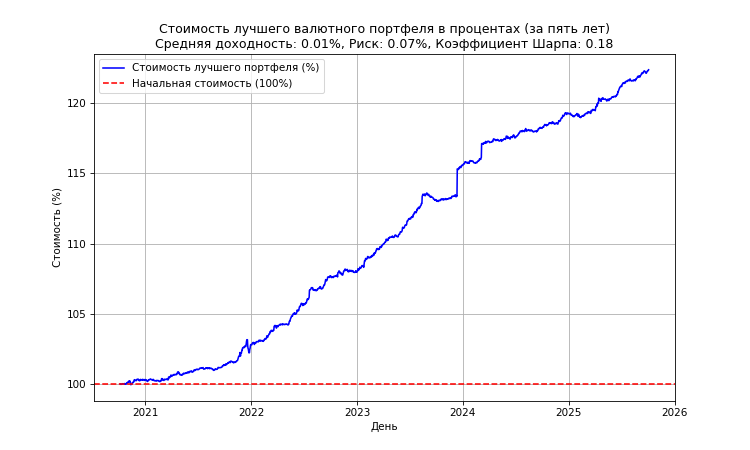 Стоимость лучшего валютного портфеля в процентах (за пять лет)
Средняя доходность: 0.01%, Риск: 0.07%, Коэффициент Шарпа: 0.18
Стоимость лучшего портфеля (%)
Начальная стоимость (100%)
Стоимость (%)
120
115
110
105
100
2021
2022
2023
2024
2025
2026
День